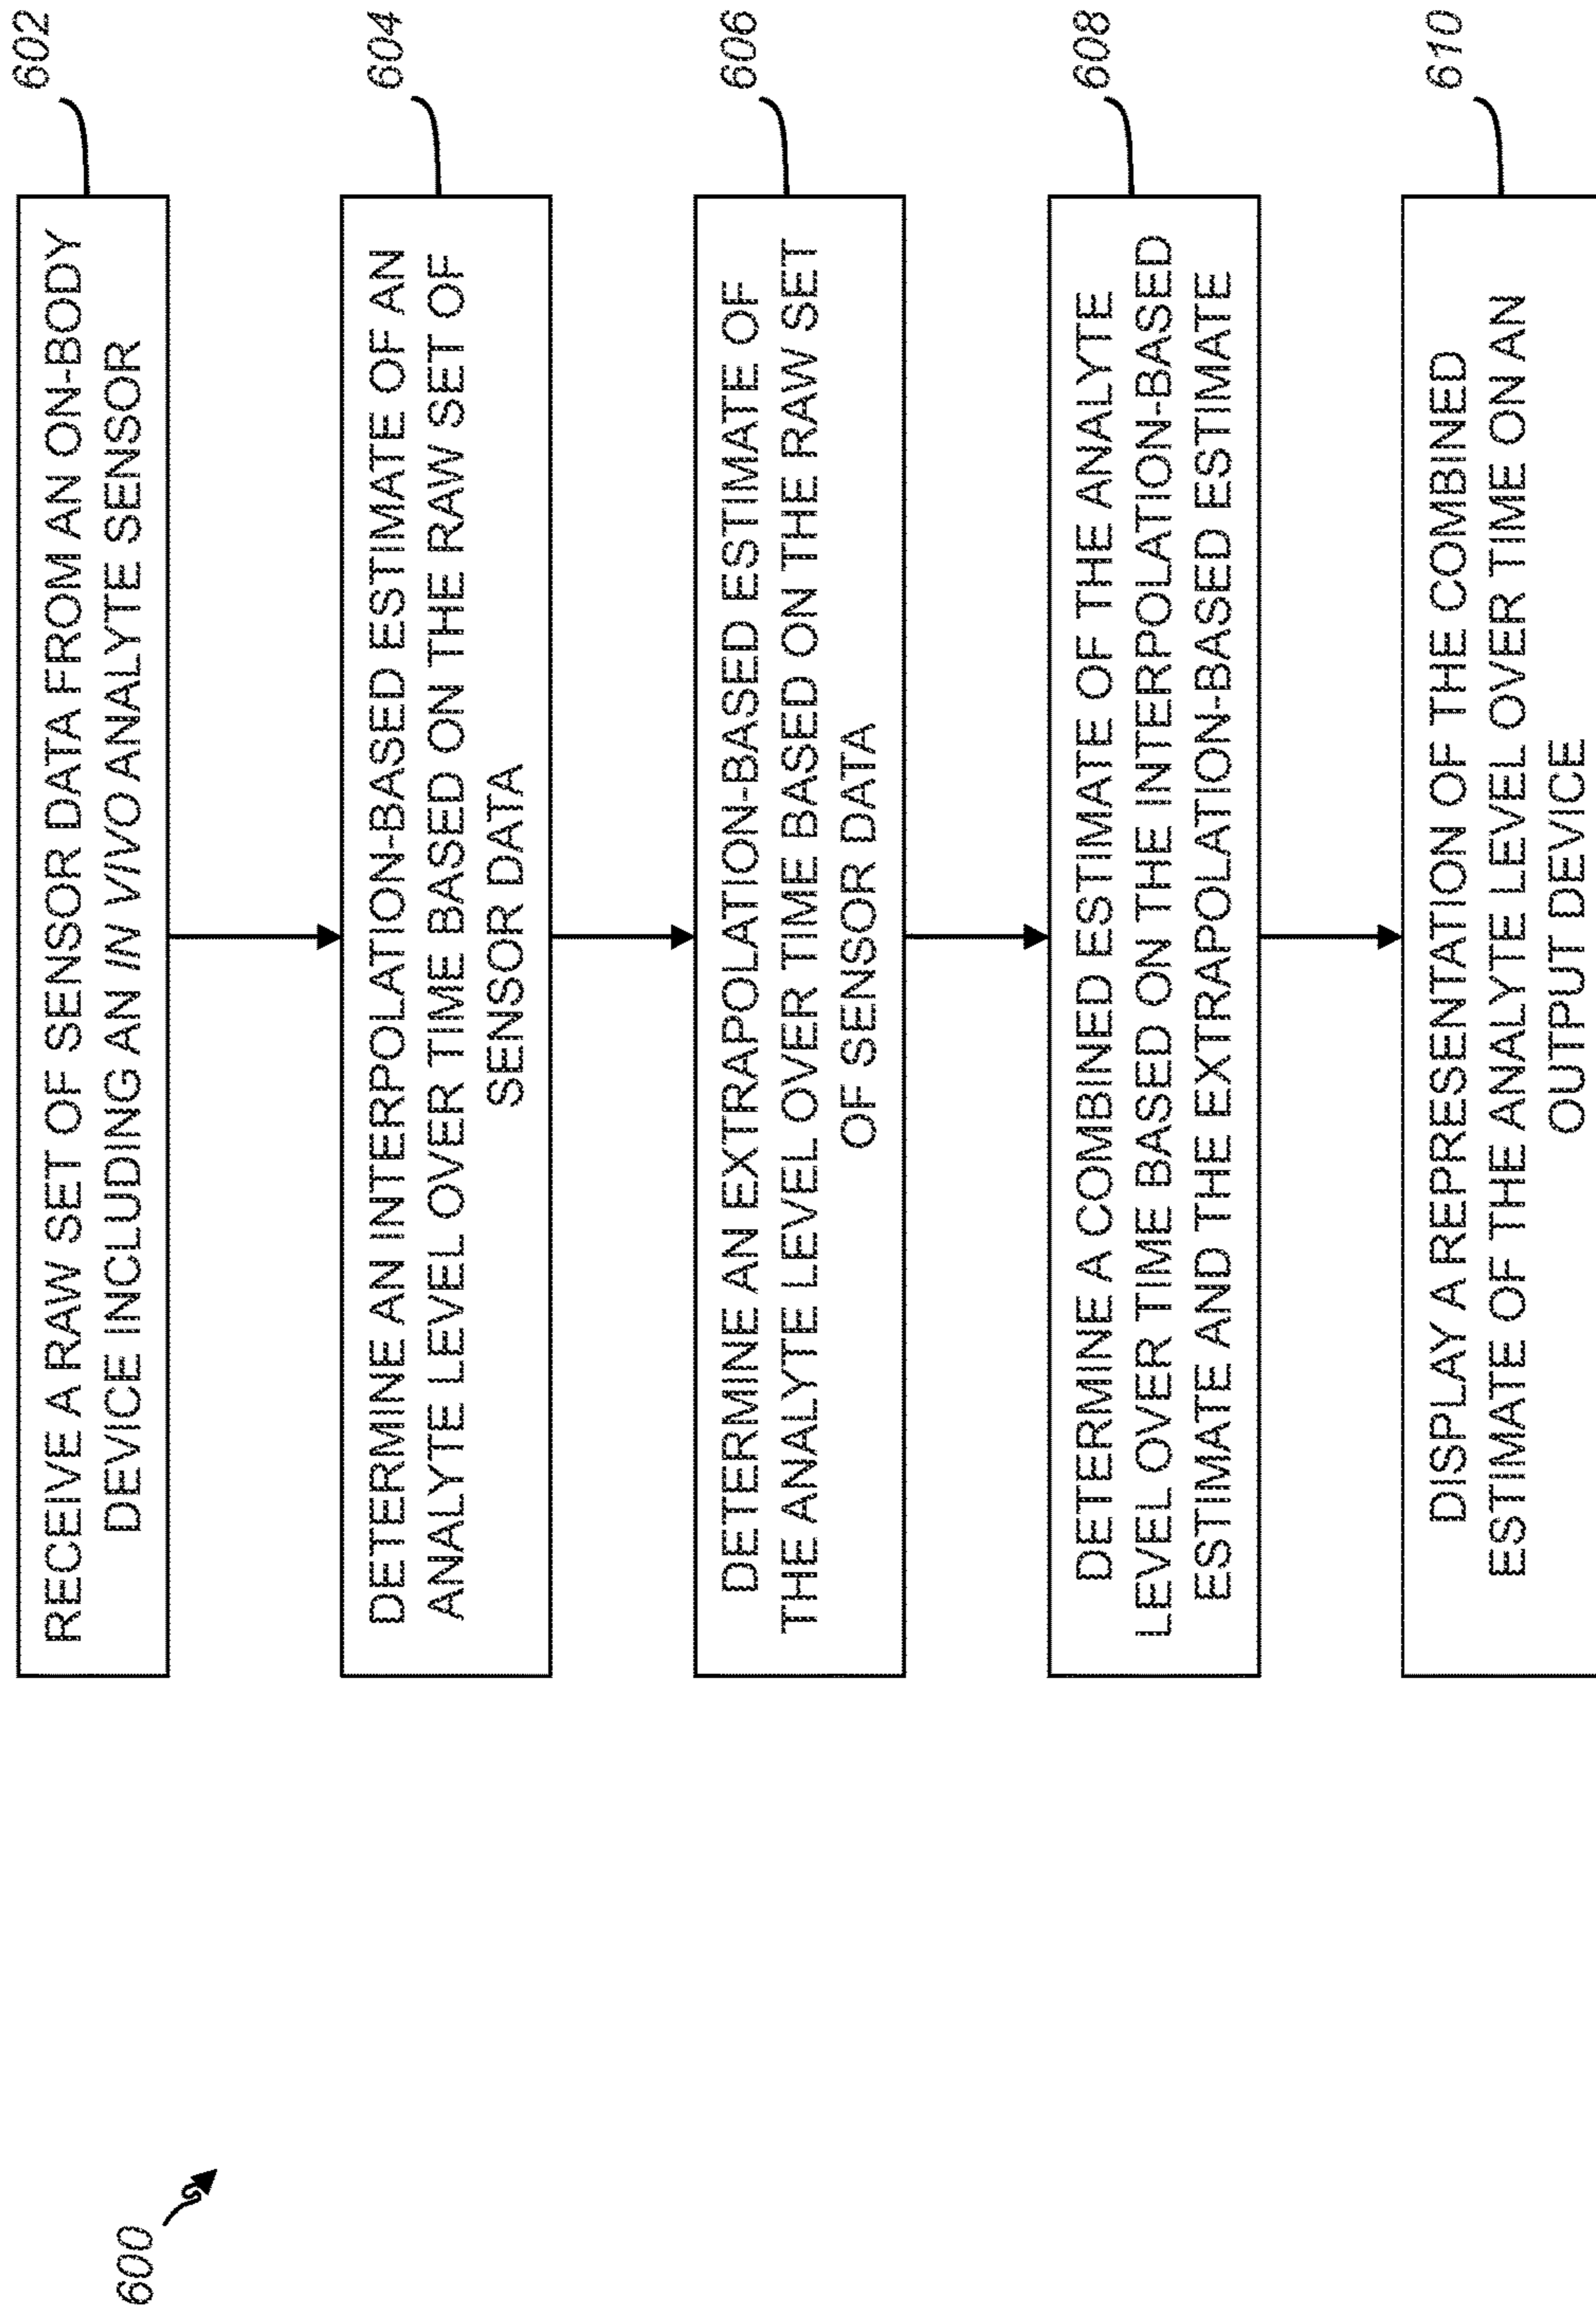 600
602
RECEIVE A RAW SET OF SENSOR DATA FROM AN ON-BODY
DEVICE INCLUDING AN IN VIVO ANALYTE SENSOR
604
DETERMINE AN INTERPOLATION-BASED ESTIMATE OF AN
ANALYTE LEVEL OVER TIME BASED ON THE RAW SET OF
SENSOR DATA
606
DETERMINE AN EXTRAPOLATION-BASED ESTIMATE OF
THE ANALYTE LEVEL OVER TIME BASED ON THE RAW SET
OF SENSOR DATA
608
DETERMINE A COMBINED ESTIMATE OF THE ANALYTE
LEVEL OVER TIME BASED ON THE INTERPOLATION-BASED
ESTIMATE AND THE EXTRAPOLATION-BASED ESTIMATE
610
DISPLAY A REPRESENTATION OF THE COMBINED
ESTIMATE OF THE ANALYTE LEVEL OVER TIME ON AN
OUTPUT DEVICE